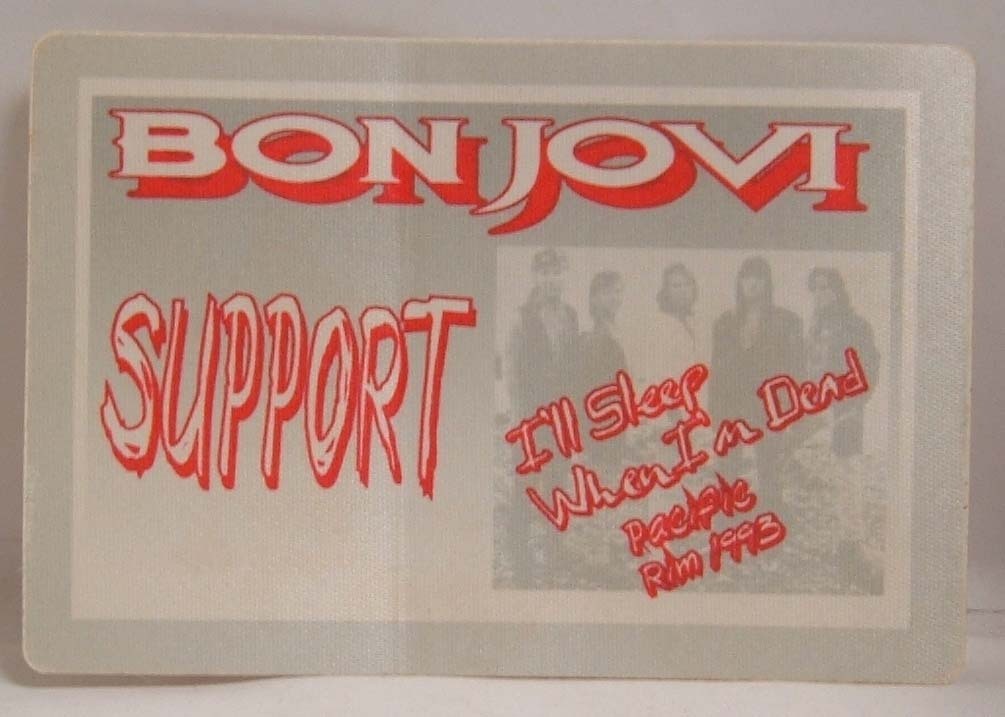 BON JOVI
SUPPORT
I'll Sleep
When I'm Dead
Pacific
Rim 1993